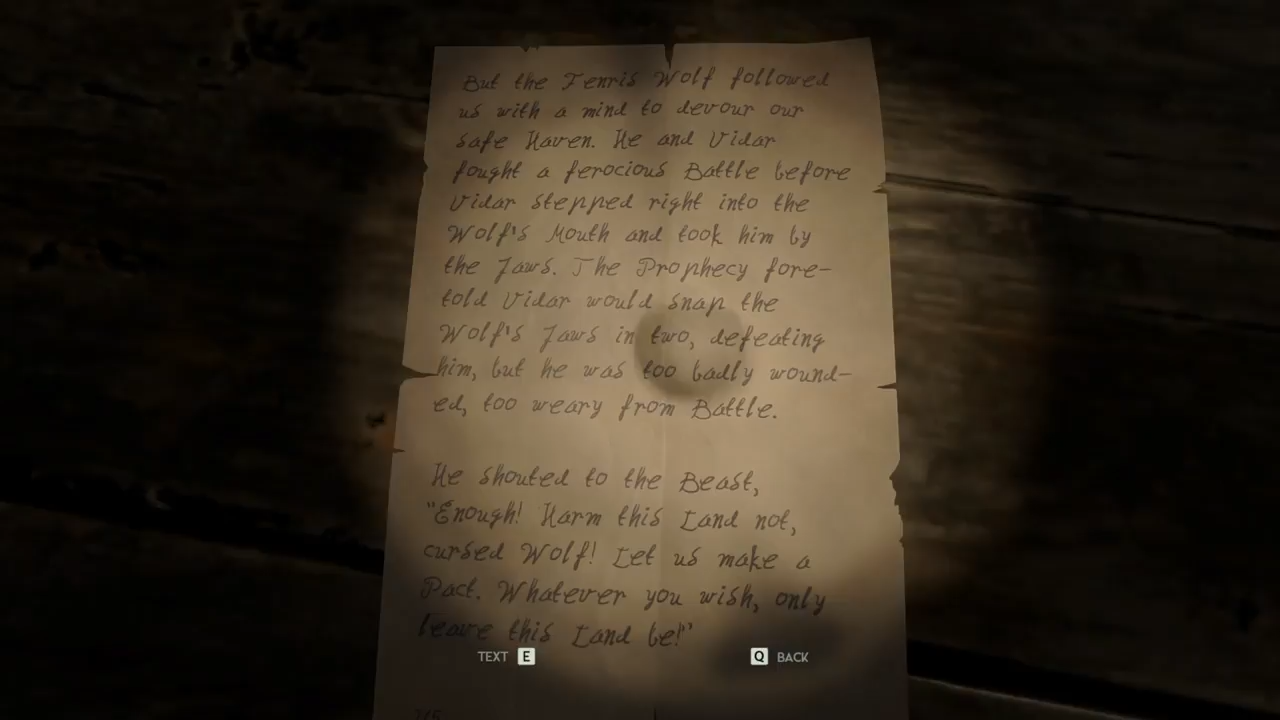 But the Fenris Wolf followed
us with a mind to devour our
safe Haven. He and Vidar
fought a ferocious Battle before
Vidar stepped right into the
Wolf's Mouth and took him by
the Jaws. The Prophecy fore-
told Vidar would snap the
Wolf's Jaws in two, defeating
him, but he was too badly wound-
ed, too weary from Battle.
He shouted to the Beast,
"Enough! Harm this Land not,
cursed Wolf! Let us make a
Pact. Whatever you wish, only
leave this Land be!"
TEXT E
Q BACK